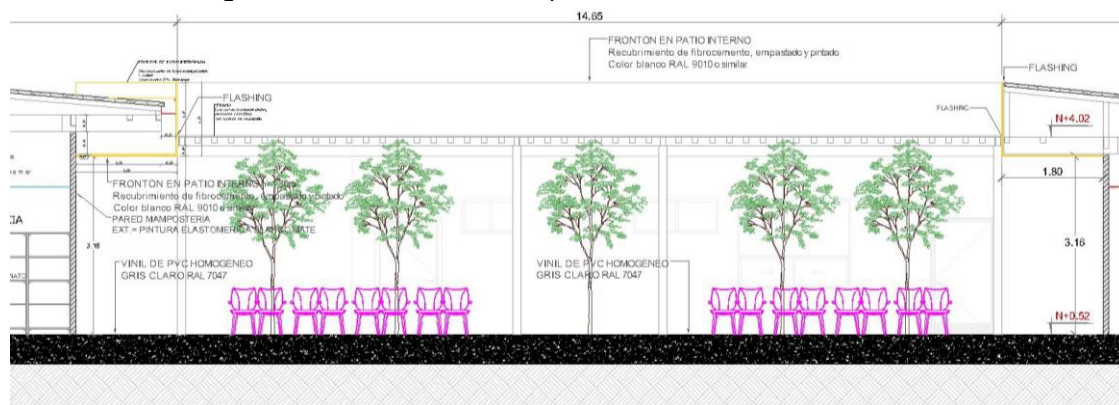 14.65
FRONTON EN PATIO INTERNO
Recubrimiento de fibrocemento, empastado y pintado
Color blanco RAL 9010 o similar
FLASHING
FLASHING
FLASHING
N+4.02
1.80
FRONTON EN PATIO INTERNO
Recubrimiento de fibrocemento, empastado y pintado
Color blanco RAL 9010 o similar
PARED MAMPOSTERIA
EXT.= PINTURA ELASTOMERICA BLANCO MATE
3.16
3.16
VINIL DE PVC HOMOGENEO
GRIS CLARO RAL 7047
VINIL DE PVC HOMOGENEO
GRIS CLARO RAL 7047
N+0.52